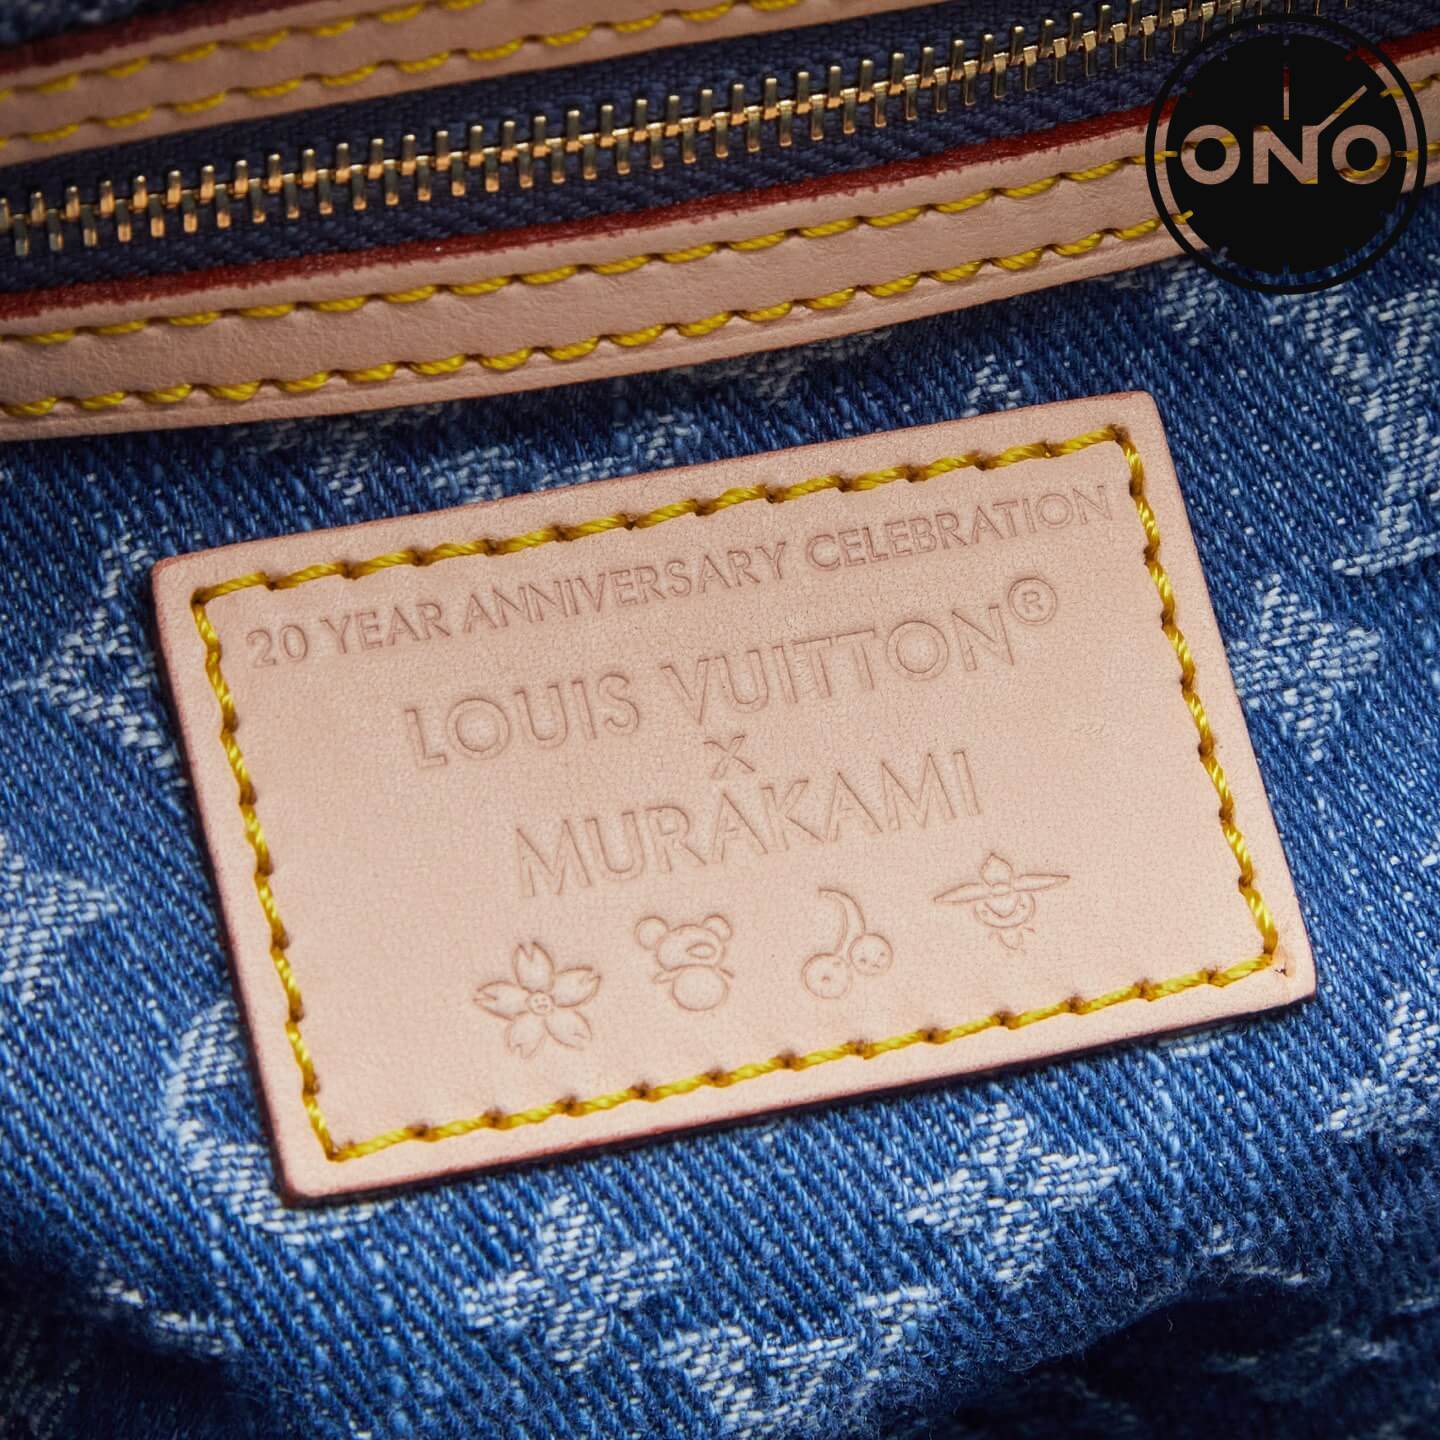 ONO
20 YEAR ANNIVERSARY CELEBRATION
LOUIS VUITTON®
X
MURAKAMI